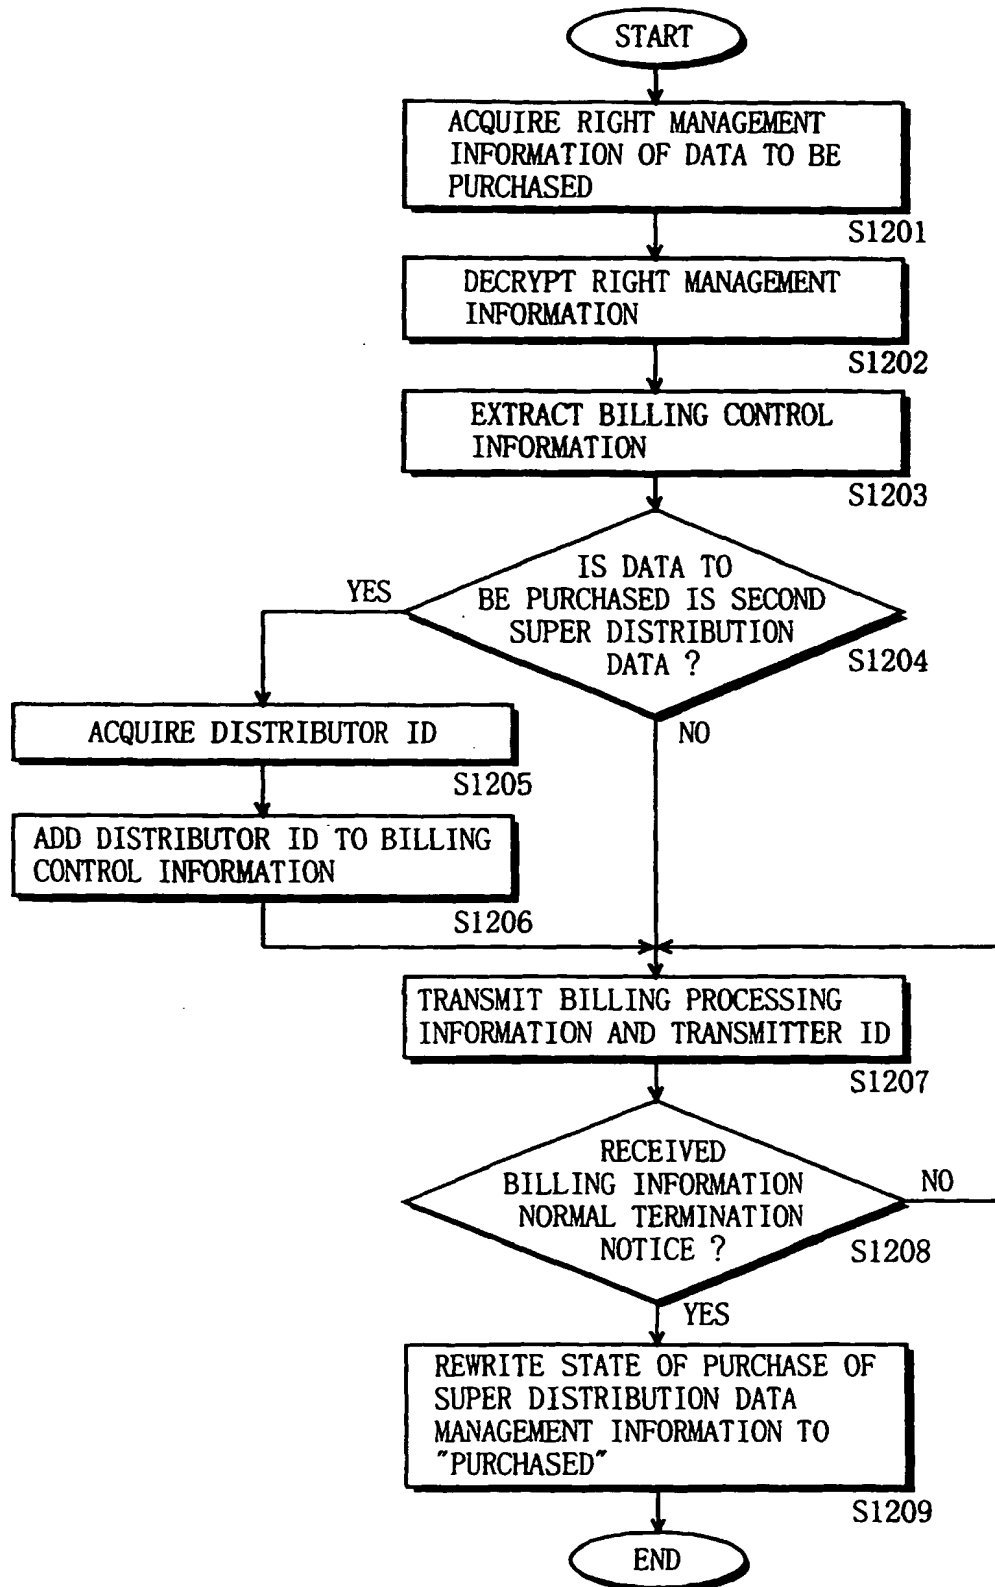 START
ACQUIRE RIGHT MANAGEMENT
INFORMATION OF DATA TO BE
PURCHASED
S1201
DECRYPT RIGHT MANAGEMENT
INFORMATION
S1202
EXTRACT BILLING CONTROL
INFORMATION
S1203
IS DATA TO
BE PURCHASED IS SECOND
SUPER DISTRIBUTION
DATA ?
S1204
YES
NO
ACQUIRE DISTRIBUTOR ID
S1205
ADD DISTRIBUTOR ID TO BILLING
CONTROL INFORMATION
S1206
TRANSMIT BILLING PROCESSING
INFORMATION AND TRANSMITTER ID
S1207
RECEIVED
BILLING INFORMATION
NORMAL TERMINATION
NOTICE ?
S1208
NO
YES
REWRITE STATE OF PURCHASE OF
SUPER DISTRIBUTION DATA
MANAGEMENT INFORMATION TO
"PURCHASED"
S1209
END